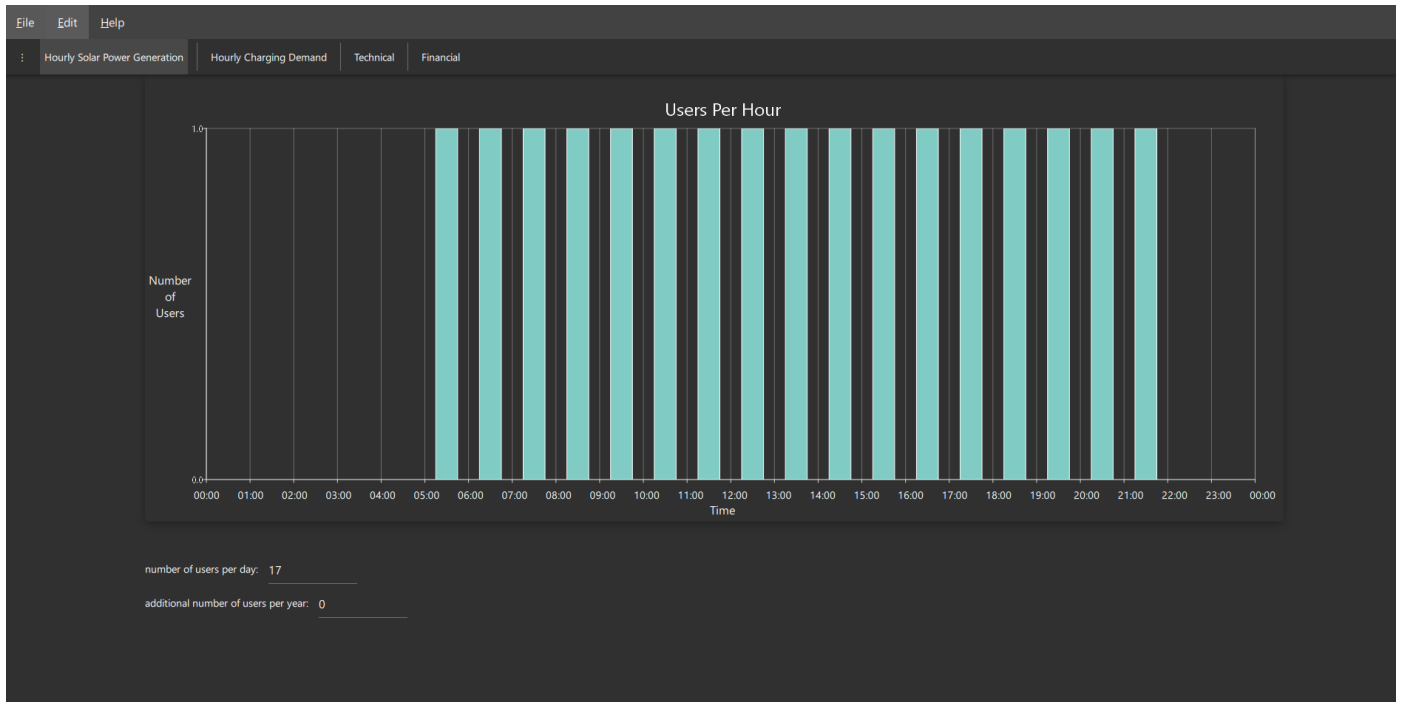 File Edit Help
Hourly Solar Power Generation Hourly Charging Demand Technical Financial
Users Per Hour
1.0
Number
of
Users
0.0
00:00 01:00 02:00 03:00 04:00 05:00 06:00 07:00 08:00 09:00 10:00 11:00 12:00 13:00 14:00 15:00 16:00 17:00 18:00 19:00 20:00 21:00 22:00 23:00 00:00
Time
number of users per day: 17
additional number of users per year: 0